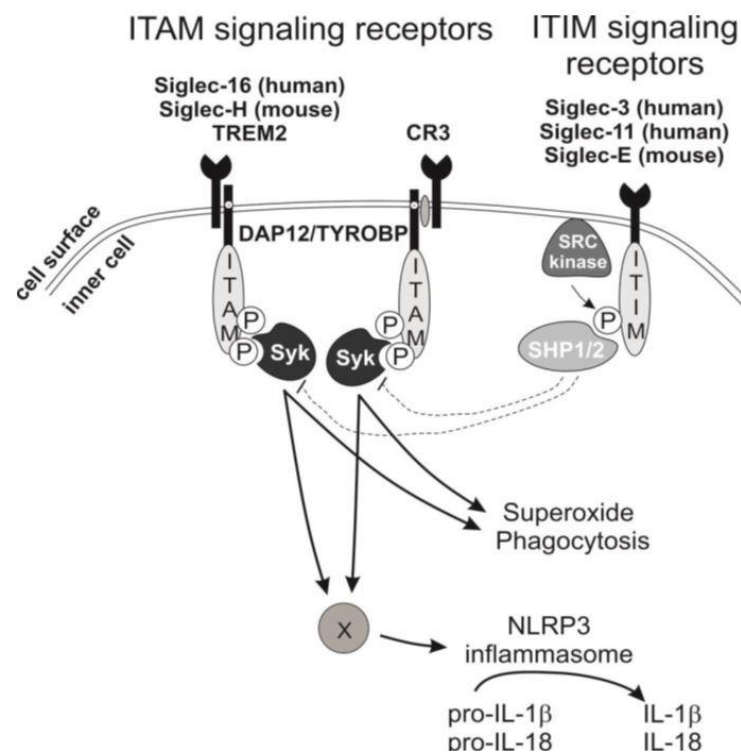 ITAM signaling receptors
ITIM signaling
receptors
Siglec-16 (human)
Siglec-H (mouse)
TREM2
CR3
Siglec-3 (human)
Siglec-11 (human)
Siglec-E (mouse)
cell surface
inner cell
DAP12/TYROBP
SRC
kinase
ITAM
P
P
Syk
ITAM
P
P
Syk
ITIM
P
SHP1/2
Superoxide
Phagocytosis
X
NLRP3
inflammasome
pro-IL-1β
pro-IL-18
IL-1β
IL-18